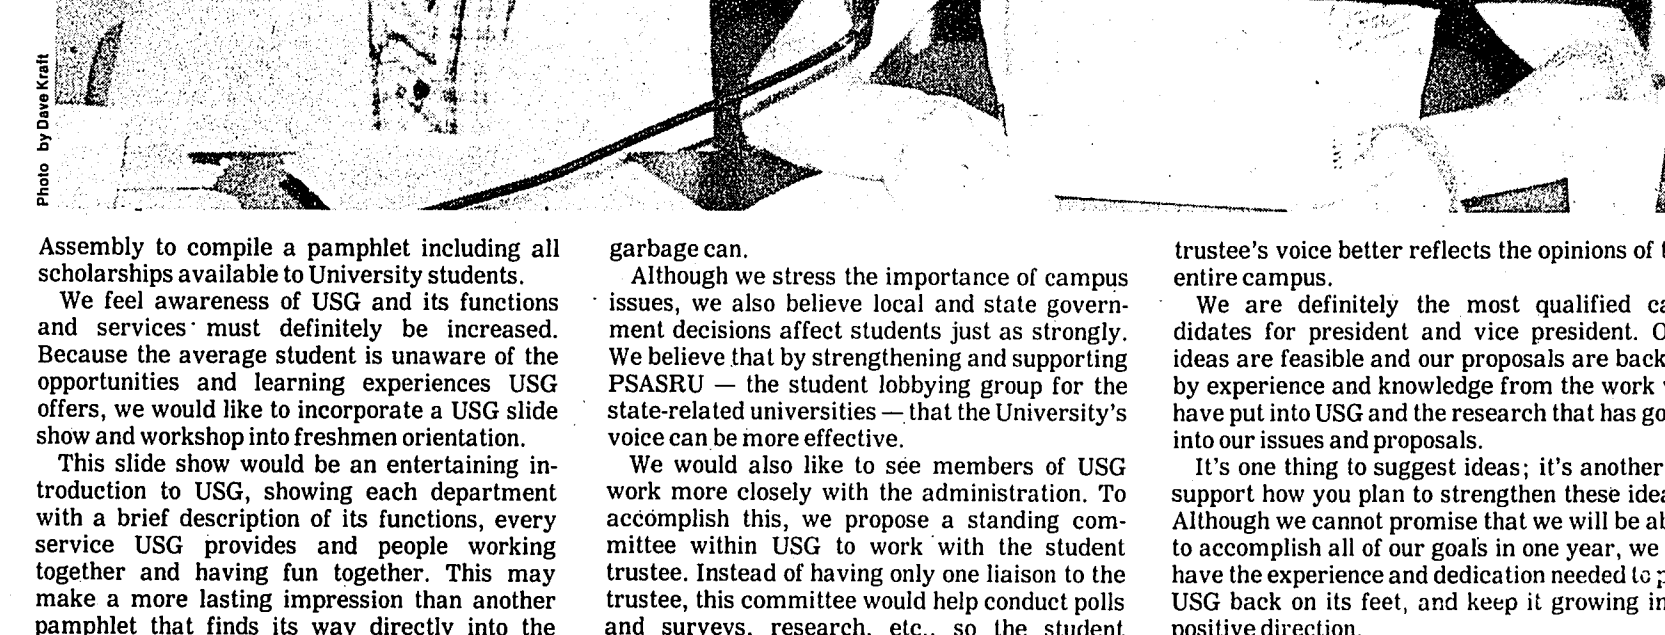 Photo by Dave Kraft
Assembly to compile a pamphlet including all
scholarships available to University students.
We feel awareness of USG and its functions
and services must definitely be increased.
Because the average student is unaware of the
opportunities and learning experiences USG
offers, we would like to incorporate a USG slide
show and workshop into freshmen orientation.
This slide show would be an entertaining in-
troduction to USG, showing each department
with a brief description of its functions, every
service USG provides and people working
together and having fun together. This may
make a more lasting impression than another
pamphlet that finds its way directly into the
garbage can.
Although we stress the importance of campus
issues, we also believe local and state govern-
ment decisions affect students just as strongly.
We believe that by strengthening and supporting
PSASRU — the student lobbying group for the
state-related universities — that the University's
voice can be more effective.
We would also like to see members of USG
work more closely with the administration. To
accomplish this, we propose a standing com-
mittee within USG to work with the student
trustee. Instead of having only one liaison to the
trustee, this committee would help conduct polls
and surveys, research, etc., so the student
trustee's voice better reflects the opinions of
entire campus.
We are definitely the most qualified ca
didates for president and vice president. O
ideas are feasible and our proposals are back
by experience and knowledge from the work
have put into USG and the research that has go
into our issues and proposals.
It's one thing to suggest ideas; it's another
support how you plan to strengthen these idea
Although we cannot promise that we will be ab
to accomplish all of our goals in one year, we
have the experience and dedication needed to p
USG back on its feet, and keep it growing in
positive direction.